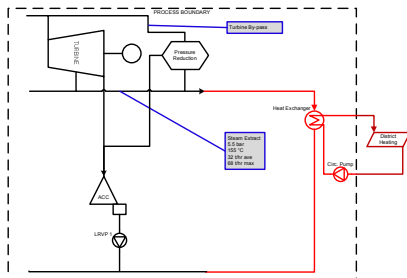 PROCESS BOUNDARY
Turbine By-pass
TURBINE
Pressure
Reduction
Heat Exchanger
Steam Extract
5.5 bar
155 °C
32 t/hr ave
68 t/hr max
District
Heating
Circ. Pump
ACC
LRVP 1